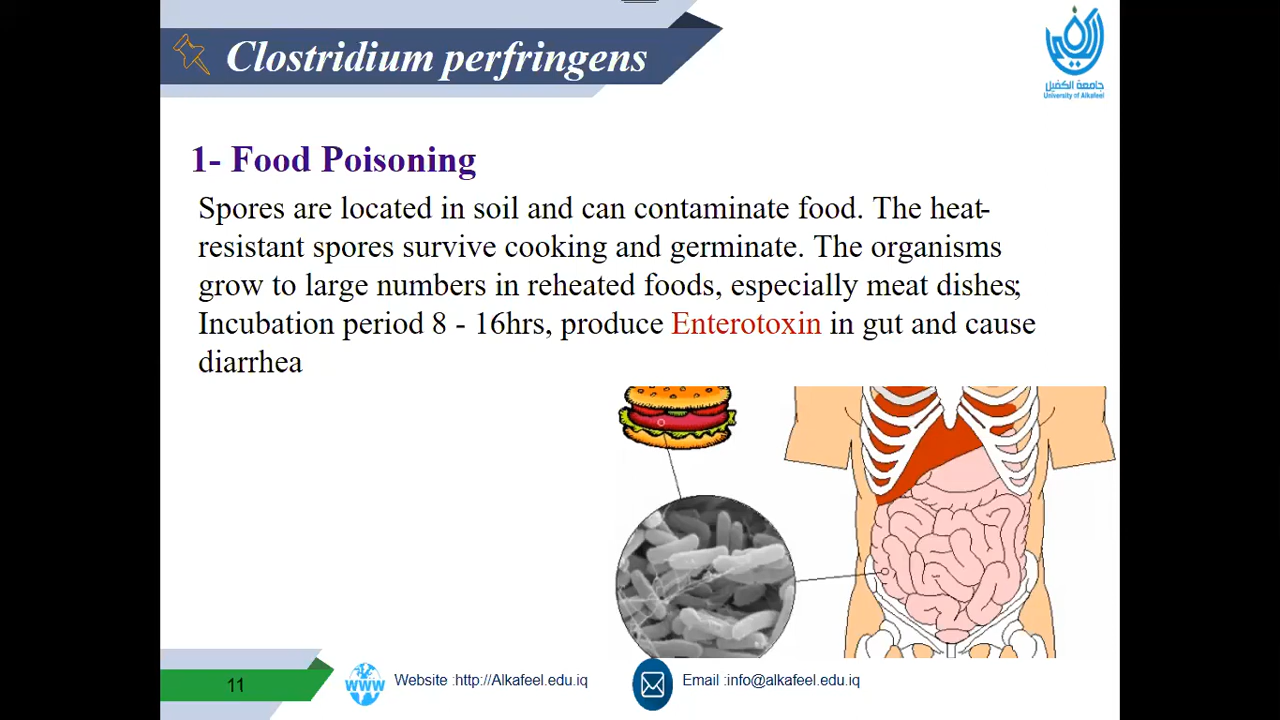 Clostridium perfringens
جامعة الكفيل
University of Alkafeel
1- Food Poisoning
Spores are located in soil and can contaminate food. The heat-
resistant spores survive cooking and germinate. The organisms
grow to large numbers in reheated foods, especially meat dishes;
Incubation period 8 - 16hrs, produce Enterotoxin in gut and cause
diarrhea
11
WWW
Website :http://Alkafeel.edu.iq
Email :info@alkafeel.edu.iq